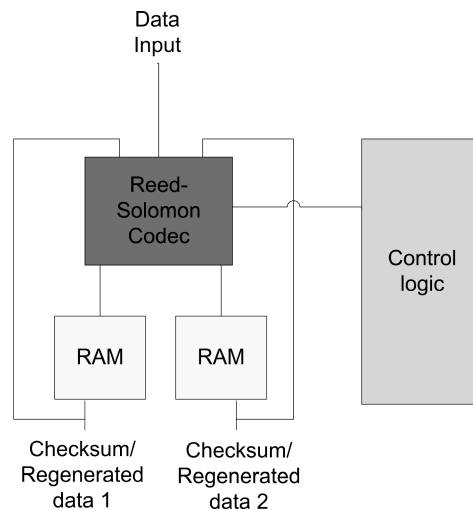 Data
Input
Reed-
Solomon
Codec
Control
logic
RAM
RAM
Checksum/
Regenerated
data 1
Checksum/
Regenerated
data 2